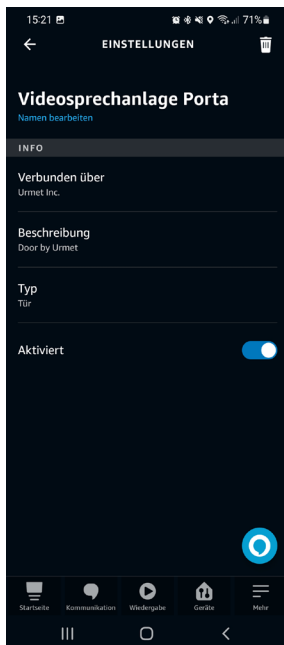 15:21 71%
EINSTELLUNGEN
Videosprechanlage Porta
Namen bearbeiten
INFO
Verbunden über
Urmet Inc.
Beschreibung
Door by Urmet
Typ
Tür
Aktiviert
Startseite Kommunikation Wiedergabe Geräte Mehr